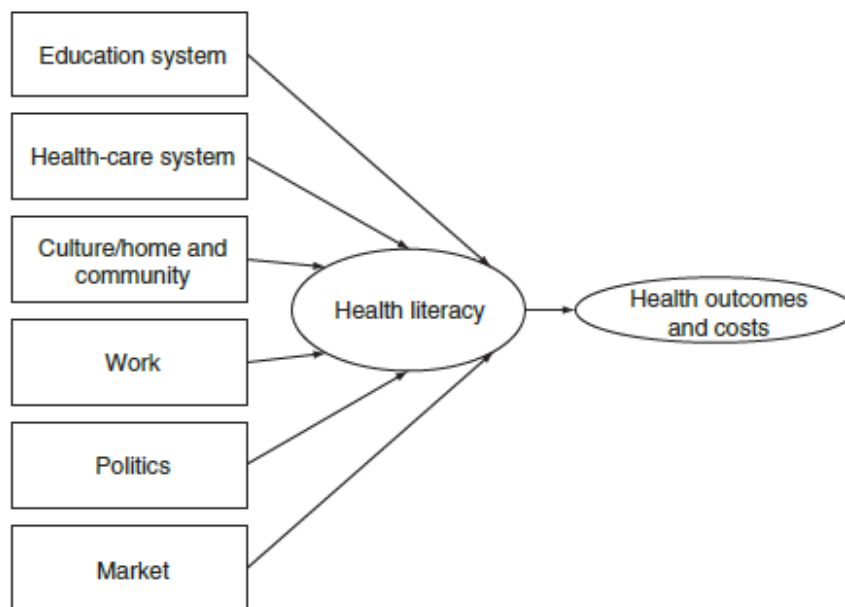 Education system
Health-care system
Culture/home and
community
Work
Politics
Market
Health literacy
Health outcomes
and costs